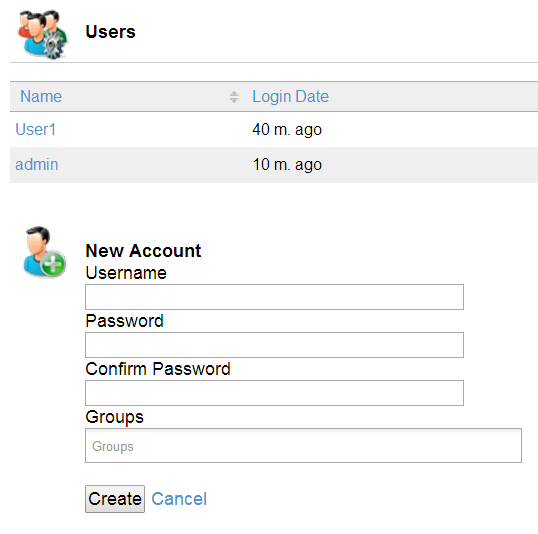 Users
Name Login Date
User1 40 m. ago
admin 10 m. ago
New Account
Username
Password
Confirm Password
Groups
Groups
Create Cancel